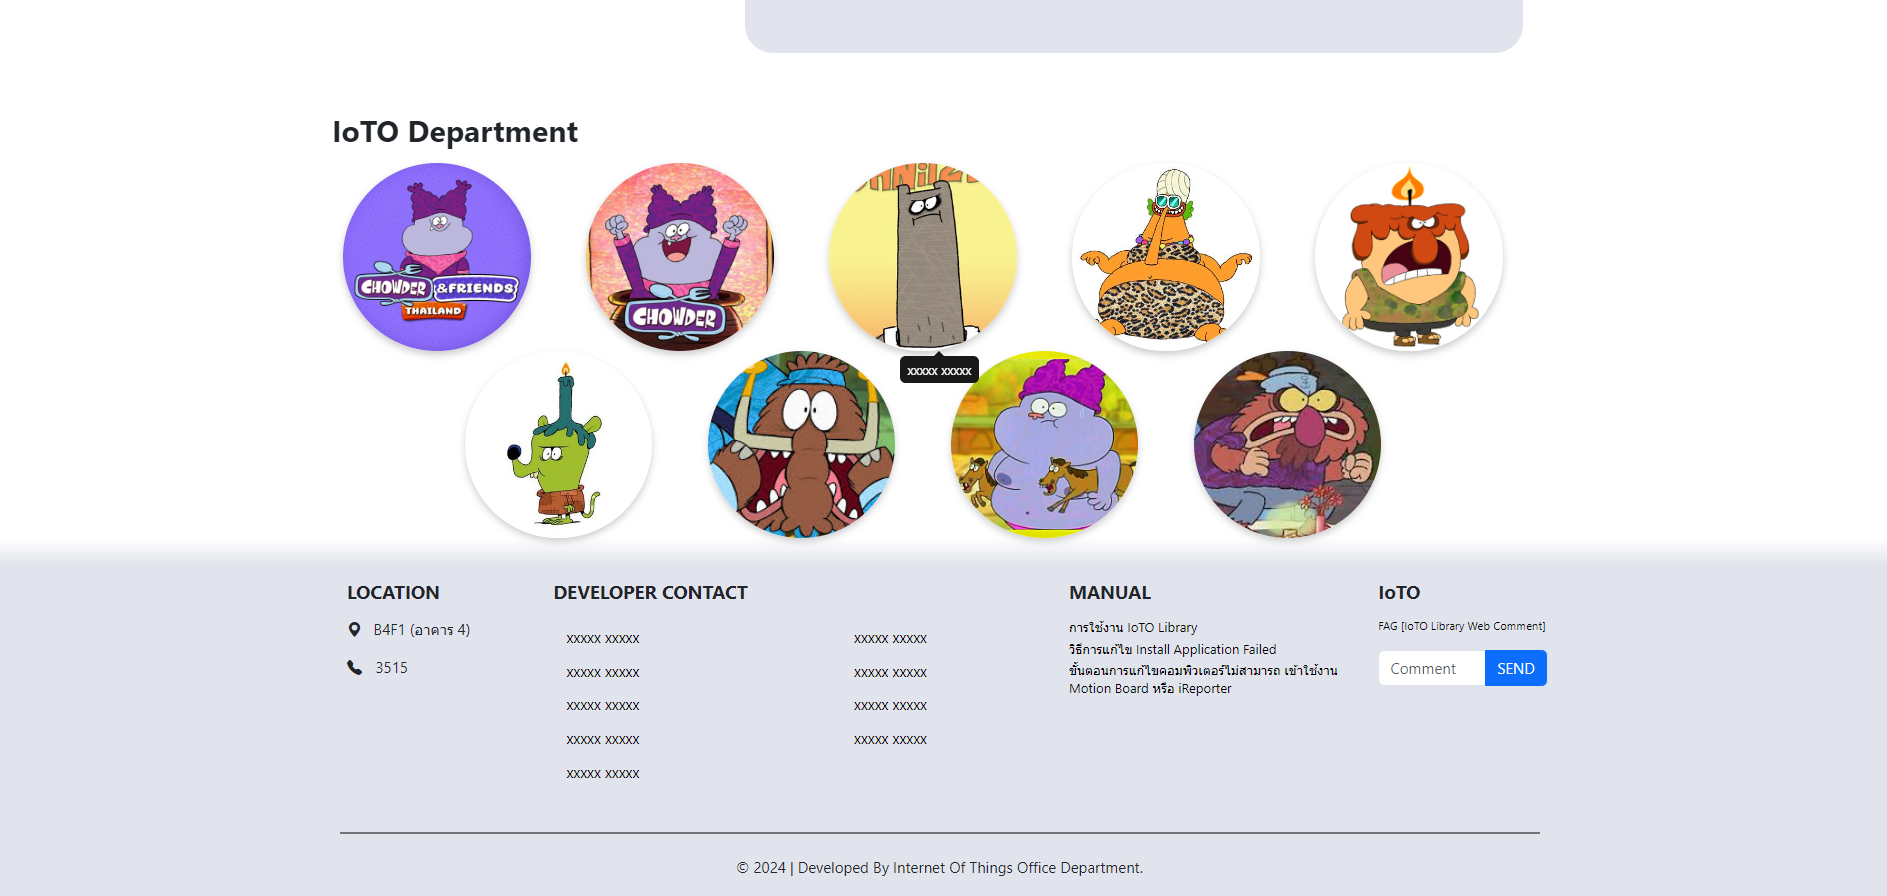 IoTO Department
CHOWDER &FRIENDS
THAILAND
CHOWDER
xxxxx xxxxx
LOCATION
B4F1 (อาคาร 4)
3515
DEVELOPER CONTACT
xxxxx xxxxx
xxxxx xxxxx
xxxxx xxxxx
xxxxx xxxxx
xxxxx xxxxx
xxxxx xxxxx
xxxxx xxxxx
xxxxx xxxxx
xxxxx xxxxx
MANUAL
การใช้งาน IoTO Library
วิธีการแก้ไข Install Application Failed
ขั้นตอนการแก้ไขคอมพิวเตอร์ไม่สามารถ เข้าใช้งาน
Motion Board หรือ iReporter
IoTO
FAG [IoTO Library Web Comment]
Comment SEND
© 2024 | Developed By Internet Of Things Office Department.